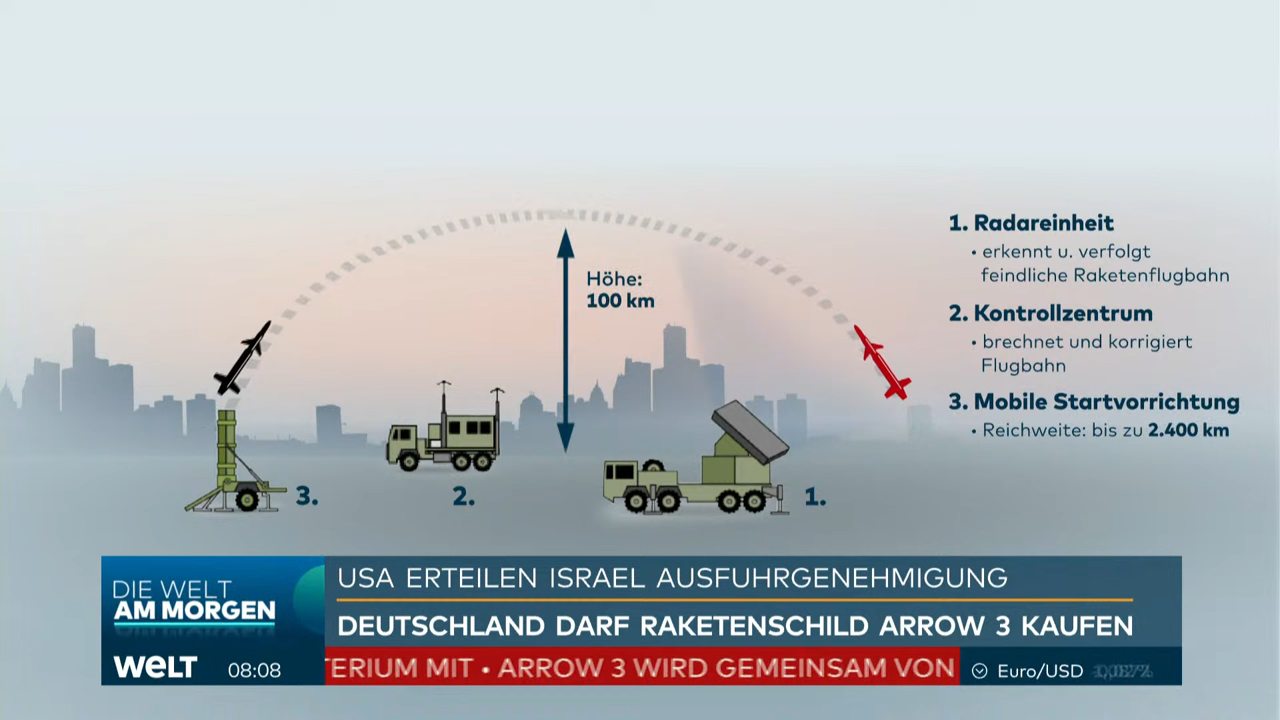 Höhe:
100 km
1. Radareinheit
• erkennt u. verfolgt
feindliche Raketenflugbahn
2. Kontrollzentrum
• brechnet und korrigiert
Flugbahn
3. Mobile Startvorrichtung
• Reichweite: bis zu 2.400 km
3.
2.
1.
DIE WELT
AM MORGEN
USA ERTEILEN ISRAEL AUSFUHRGENEHMIGUNG
DEUTSCHLAND DARF RAKETENSCHILD ARROW 3 KAUFEN
welt 08:08
TERIUM MIT • ARROW 3 WIRD GEMEINSAM VON
Euro/USD